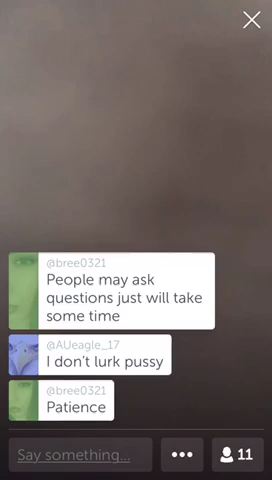 @bree0321
People may ask
questions just will take
some time
@AUeagle_17
I don't lurk pussy
@bree0321
Patience
Say something...
11